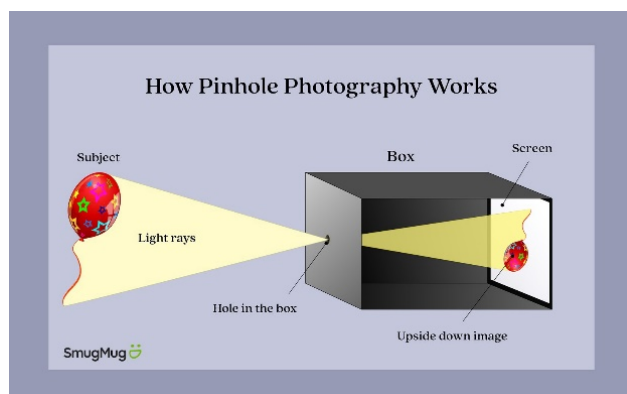 How Pinhole Photography Works
Subject
Box
Screen
Light rays
Hole in the box
Upside down image
SmugMug